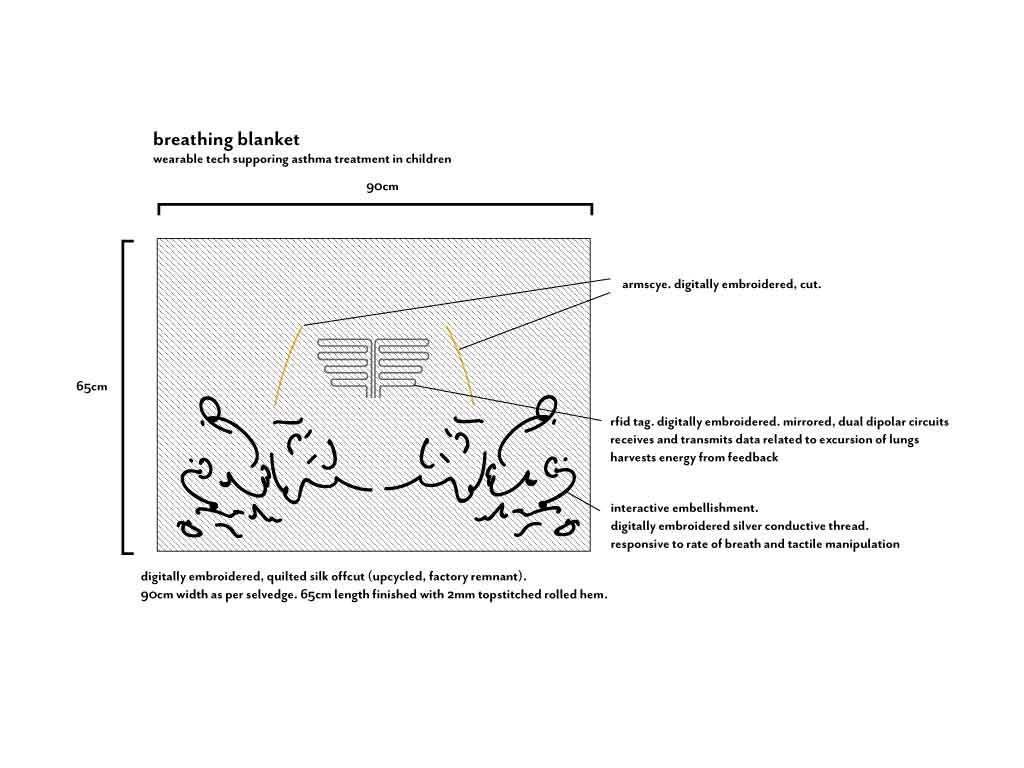 breathing blanket
wearable tech supporing asthma treatment in children
90cm
armscye. digitally embroidered, cut.
65cm
rfid tag. digitally embroidered. mirrored, dual dipolar circuits
receives and transmits data related to excursion of lungs
harvests energy from feedback
interactive embellishment.
digitally embroidered silver conductive thread.
responsive to rate of breath and tactile manipulation
digitally embroidered, quilted silk offcut (upcycled, factory remnant).
90cm width as per selvedge. 65cm length finished with 2mm topstitched rolled hem.